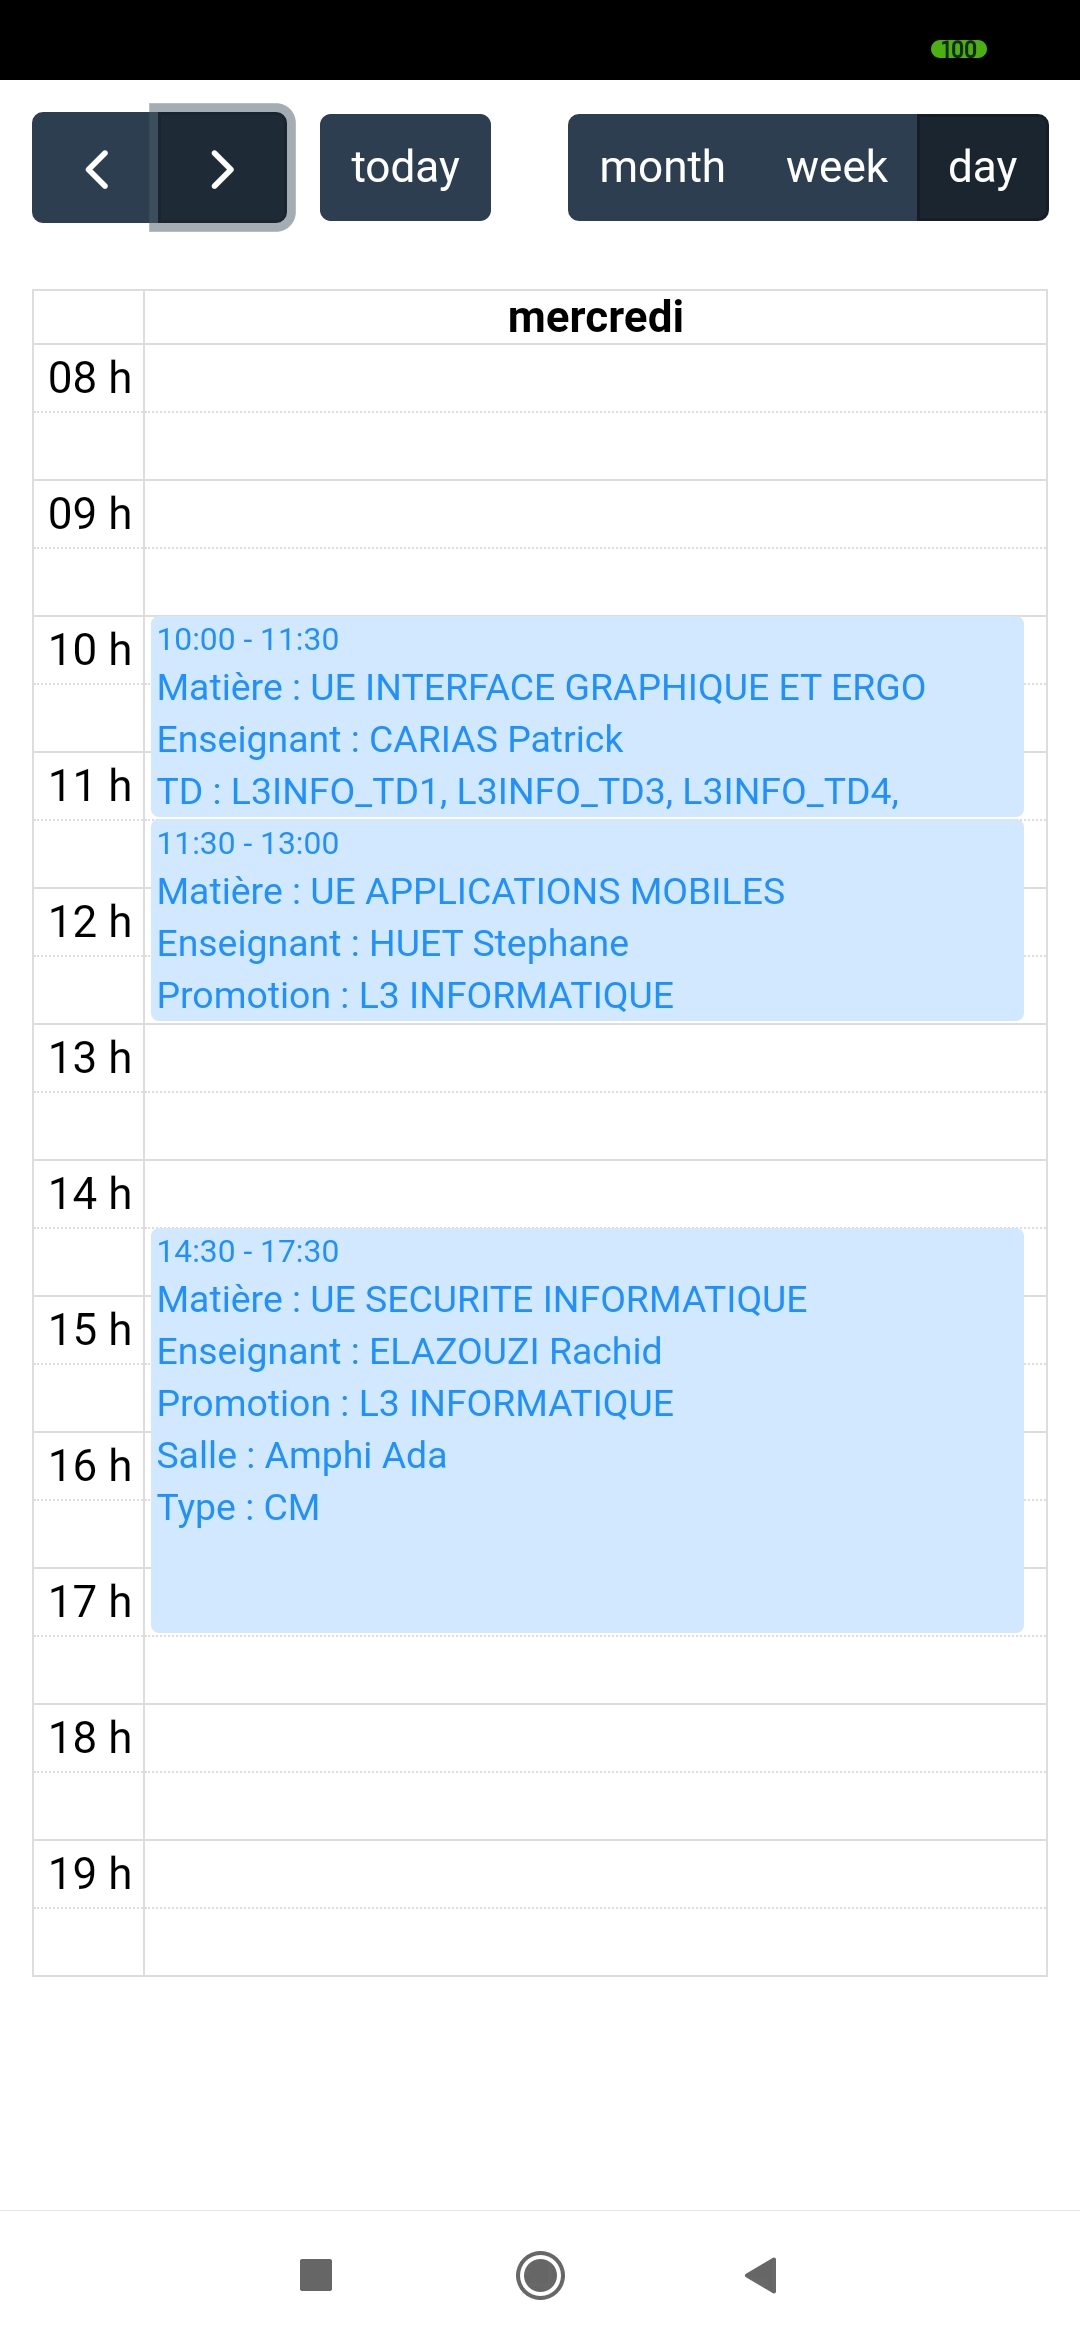 100
today
month week day
mercredi
08 h
09 h
10 h
10:00 - 11:30
Matière : UE INTERFACE GRAPHIQUE ET ERGO
Enseignant : CARIAS Patrick
11 h
TD : L3INFO_TD1, L3INFO_TD3, L3INFO_TD4,
11:30 - 13:00
Matière : UE APPLICATIONS MOBILES
12 h
Enseignant : HUET Stephane
Promotion : L3 INFORMATIQUE
13 h
14 h
14:30 - 17:30
Matière : UE SECURITE INFORMATIQUE
15 h
Enseignant : ELAZOUZI Rachid
Promotion : L3 INFORMATIQUE
16 h
Salle : Amphi Ada
Type : CM
17 h
18 h
19 h